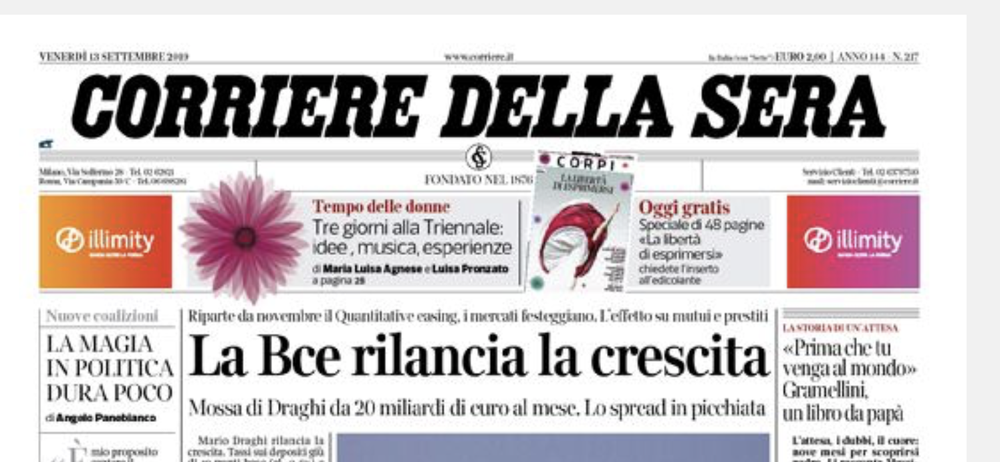 VENERDÌ 13 SETTEMBRE 2019
www.corriere.it
In Italia (con "Sette") EURO 2,00 | ANNO 144 - N. 217
CORRIERE DELLA SERA
Milano, Via Solferino 28 - Tel. 02 62821
Roma, Via Campania 59/C - Tel. 06 688281
FONDATO NEL 1876
Servizio Clienti - Tel. 02 63797510
mail: servizioclienti@corriere.it
illimity
Tempo delle donne
Tre giorni alla Triennale:
idee, musica, esperienze
di Maria Luisa Agnese e Luisa Pronzato
a pagina 25
CORPI
LA LIBERTÀ
DI ESPRIMERSI
Oggi gratis
Speciale di 48 pagine
«La libertà
di esprimersi»
chiedete l'inserto
all'edicolante
illimity
Nuove coalizioni
LA MAGIA
IN POLITICA
DURA POCO
di Angelo Panebianco
«È mio proposito
Riparte da novembre il Quantitative easing, i mercati festeggiano. L'effetto su mutui e prestiti
La Bce rilancia la crescita
Mossa di Draghi da 20 miliardi di euro al mese. Lo spread in picchiata
Mario Draghi rilancia la
crescita. Tassi sui depositi giù
LA STORIA DI UN'ATTESA
«Prima che tu
venga al mondo»
Gramellini,
un libro da papà
L'attesa, i dubbi, il cuore:
nove mesi per scoprirsi